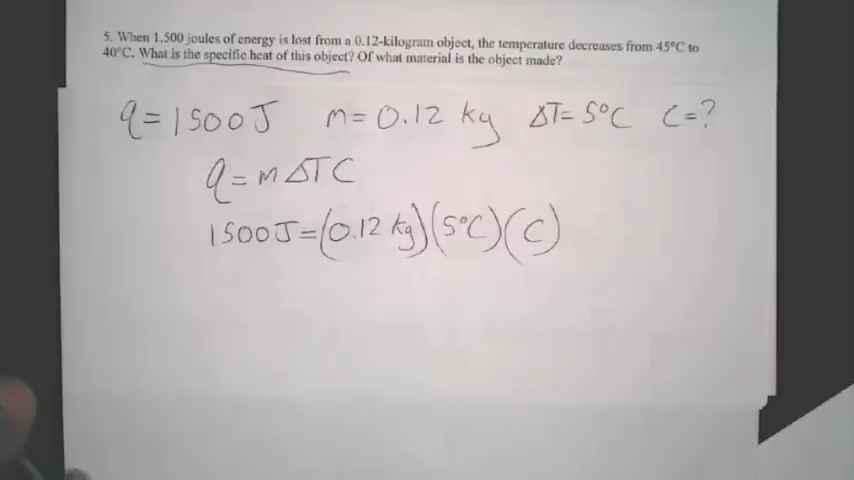 5. When 1,500 joules of energy is lost from a 0.12-kilogram object, the temperature decreases from 45°C to
40°C. What is the specific heat of this object? Of what material is the object made?
q = 1500J m = 0.12 kg ΔT= 5°C C = ?
q = m ΔT C
1500J = (0.12 kg)(5°C)(C)